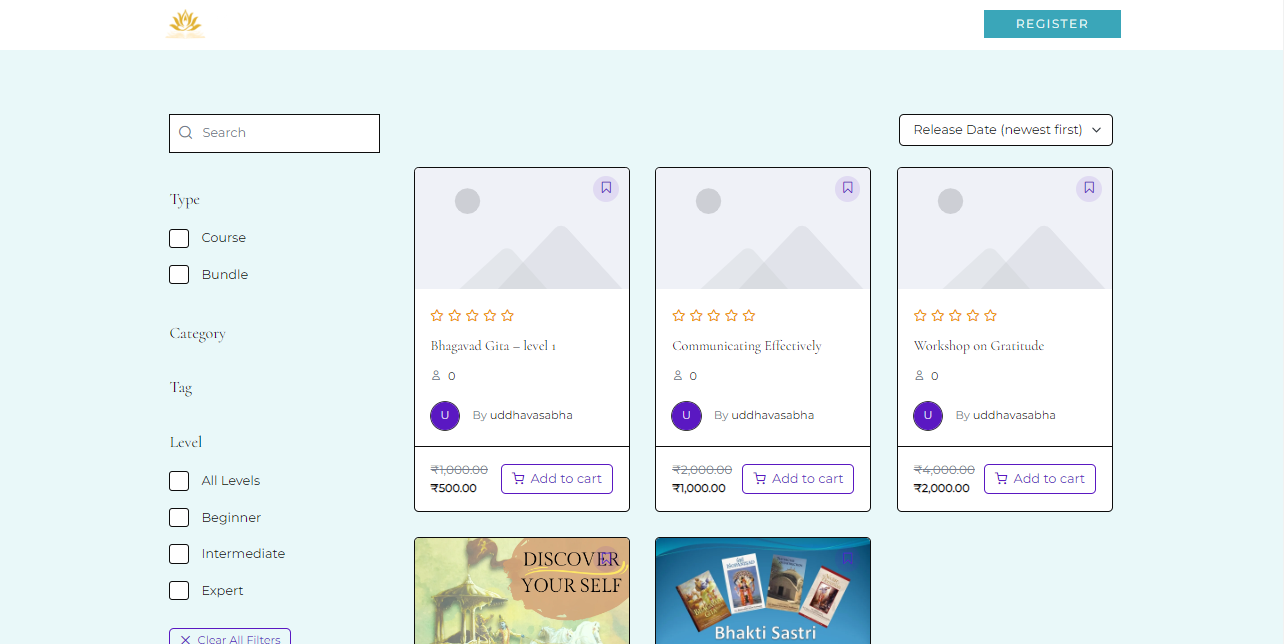 REGISTER
Search
Release Date (newest first)
Type
Course
Bundle
Category
Tag
Level
All Levels
Beginner
Intermediate
Expert
Clear All Filters
Bhagavad Gita – level 1
0
U By uddhavasabha
₹1,000.00
₹500.00
Add to cart
Communicating Effectively
0
U By uddhavasabha
₹2,000.00
₹1,000.00
Add to cart
Workshop on Gratitude
0
U By uddhavasabha
₹4,000.00
₹2,000.00
Add to cart
DISCOVER
YOUR SELF
Bhakti Sastri